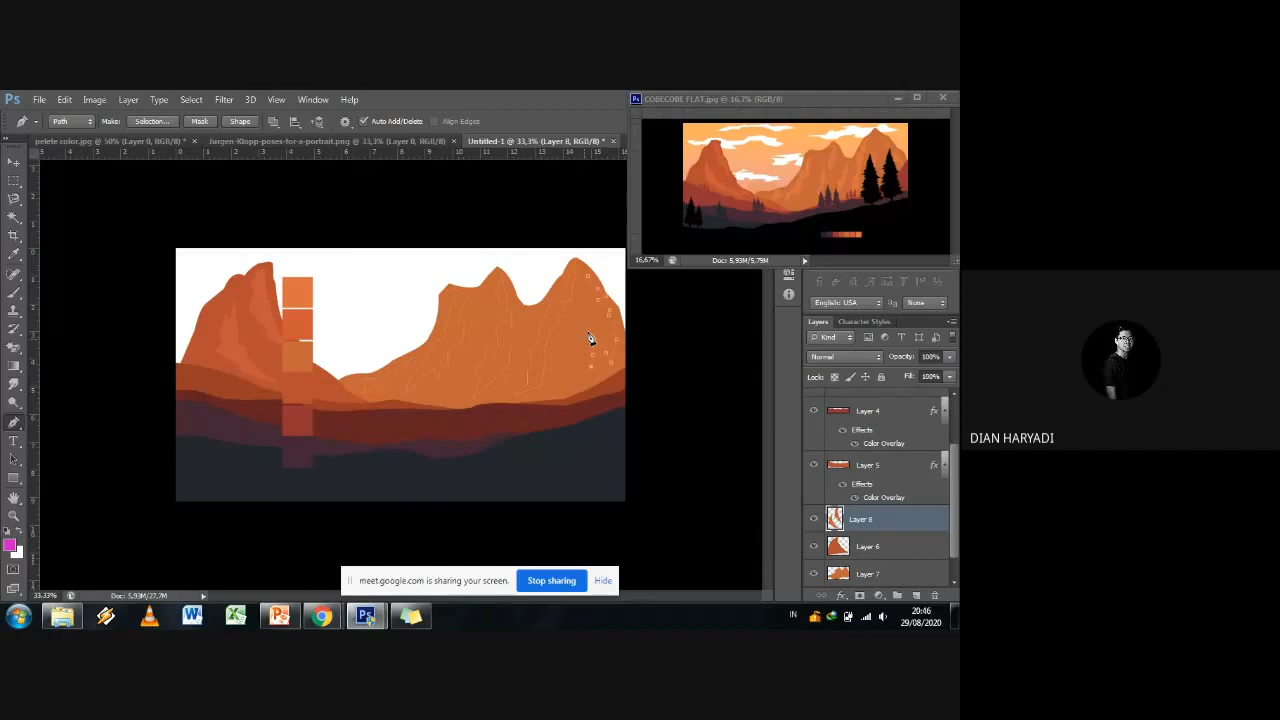 Ps File Edit Image Layer Type Select Filter 3D View Window Help
Path Make: Selection... Mask Shape Auto Add/Delete Align Edges
pelete color.jpg @ 50% (Layer 0, RGB/8) * × Jurgen-Klopp-poses-for-a-portrait.png @ 33,3% (Layer 0, RGB/8) × Untitled-1 @ 33,3% (Layer 8, RGB/8) * ×
Ps COBECOBE FLAT.jpg @ 16,7% (RGB/8)
16,67% Doc: 5,93M/5,79M
English: USA None
Layers Character Styles
Kind
Normal Opacity: 100%
Lock: Fill: 100%
Layer 4 fx
Effects
Color Overlay
Layer 5 fx
Effects
Color Overlay
Layer 8
Layer 6
Layer 7
DIAN HARYADI
meet.google.com is sharing your screen. Stop sharing Hide
33.33% Doc: 5,93M/27,7M
IN 20:46
29/08/2020